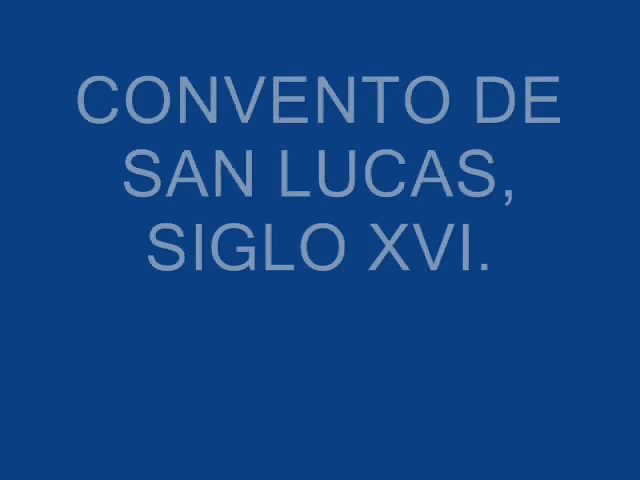 CONVENTO DE
SAN LUCAS,
SIGLO XVI.